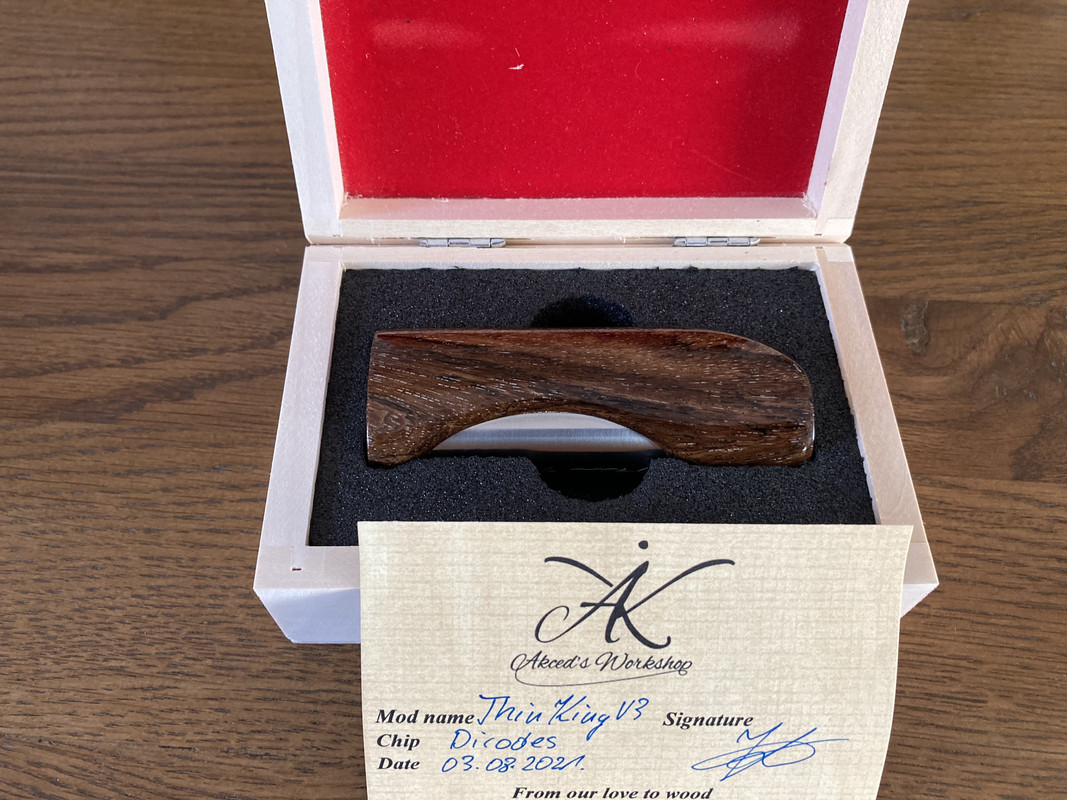 AK
Akced's Workshop
Mod name Thin King V3 Signature
Chip Dicodes
Date 03.08.2021.
From our love to wood